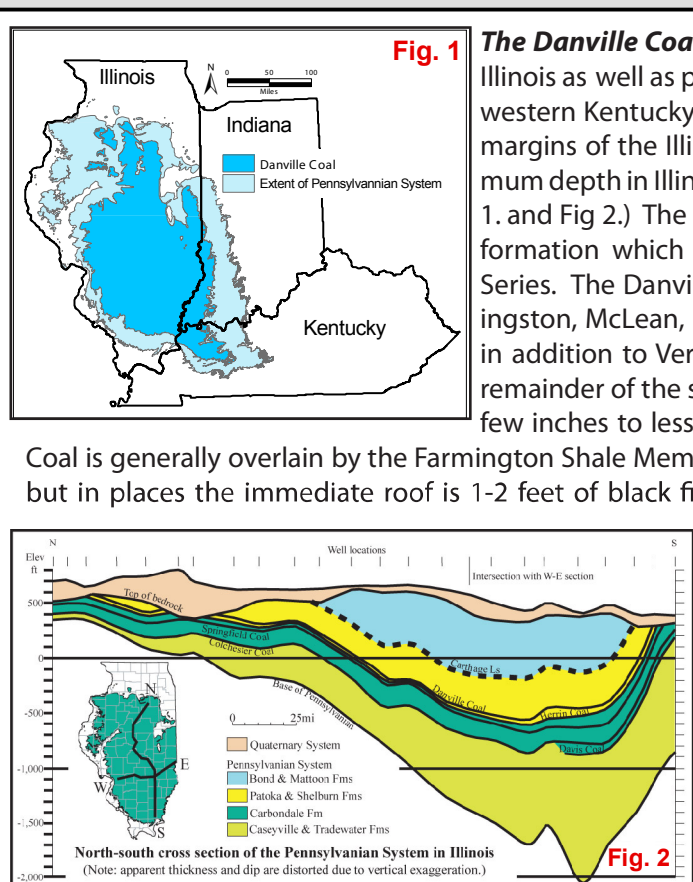 Fig. 1
The Danville Coa
Illinois
N
0 50 100
Miles
Indiana
Danville Coal
Extent of Pennsylvannian System
Kentucky
Illinois as well as p
western Kentucky
margins of the Illi
mum depth in Illin
1. and Fig 2.) The
formation which
Series. The Danvi
ingston, McLean,
in addition to Ver
remainder of the s
few inches to less
Coal is generally overlain by the Farmington Shale Mem
but in places the immediate roof is 1-2 feet of black fi
N
S
Elev
ft
Well locations
Intersection with W-E section
Top of bedrock
500
Springfield Coal
Colchester Coal
Carthage Ls
0
Base of Pennsylvanian
Danville Coal
Herrin Coal
Davis Coal
-500
-1,000
-1,500
-2,000
N
W
E
S
0 25mi
Quaternary System
Pennsylvanian System
Bond & Mattoon Fms
Patoka & Shelburn Fms
Carbondale Fm
Caseyville & Tradewater Fms
North-south cross section of the Pennsylvanian System in Illinois
(Note: apparent thickness and dip are distorted due to vertical exaggeration.)
Fig. 2